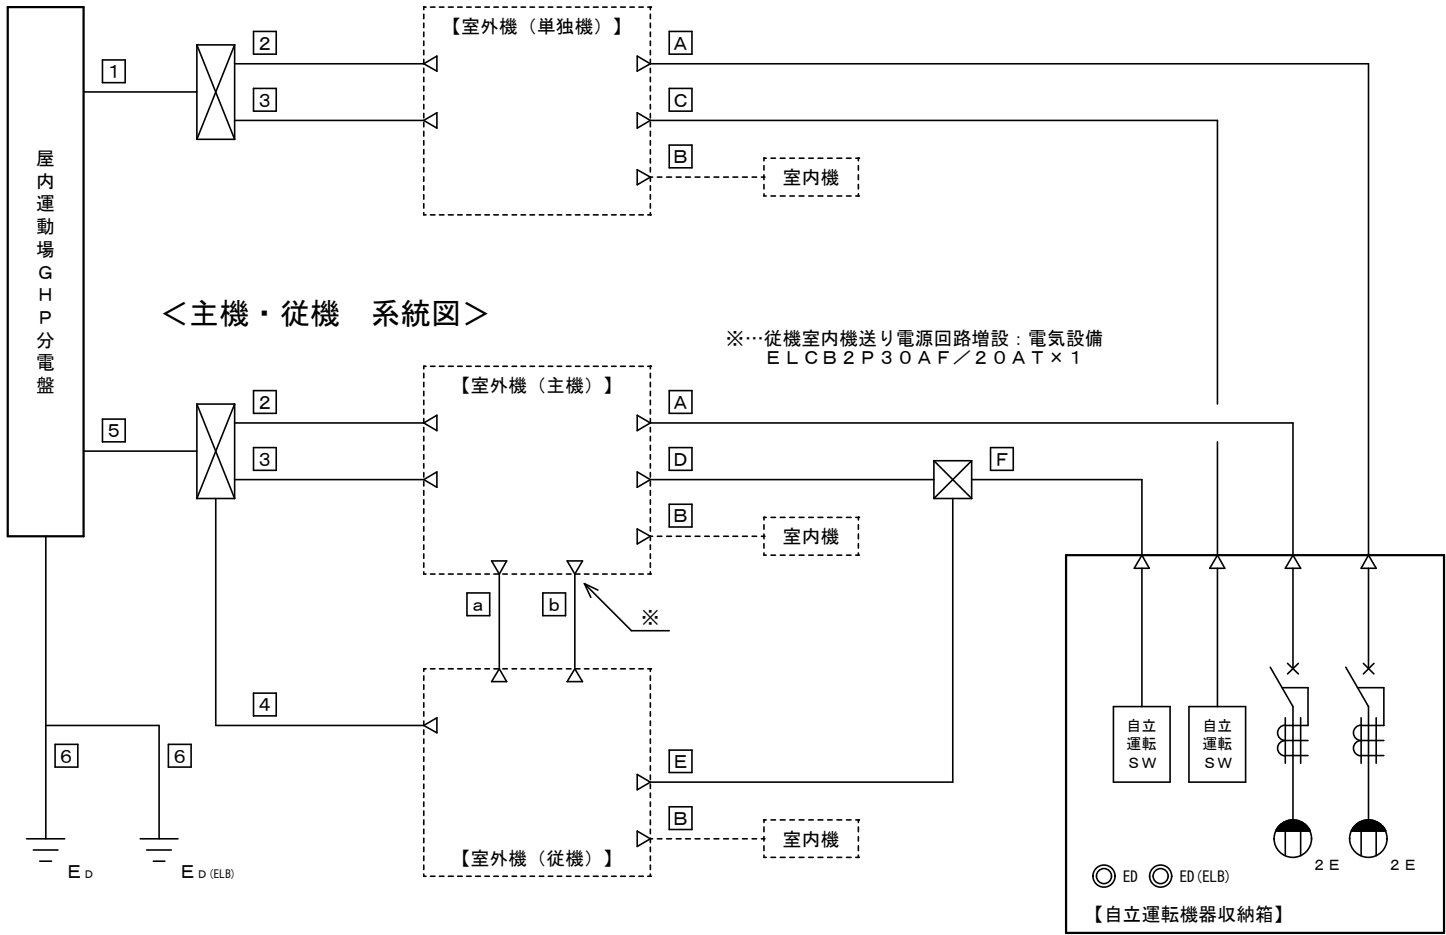 【室外機（単独機）】
1
2
3
A
C
B
室内機
屋内運動場GHP分電盤
＜主機・従機　系統図＞
※…従機室内機送り電源回路増設：電気設備
ELCB2P30AF／20AT×1
【室外機（主機）】
5
2
3
A
D
F
B
室内機
a
b
※
4
E
B
室内機
【室外機（従機）】
6
6
ED
ED(ELB)
自立
運転
SW
自立
運転
SW
2E
2E
ED
ED(ELB)
【自立運転機器収納箱】